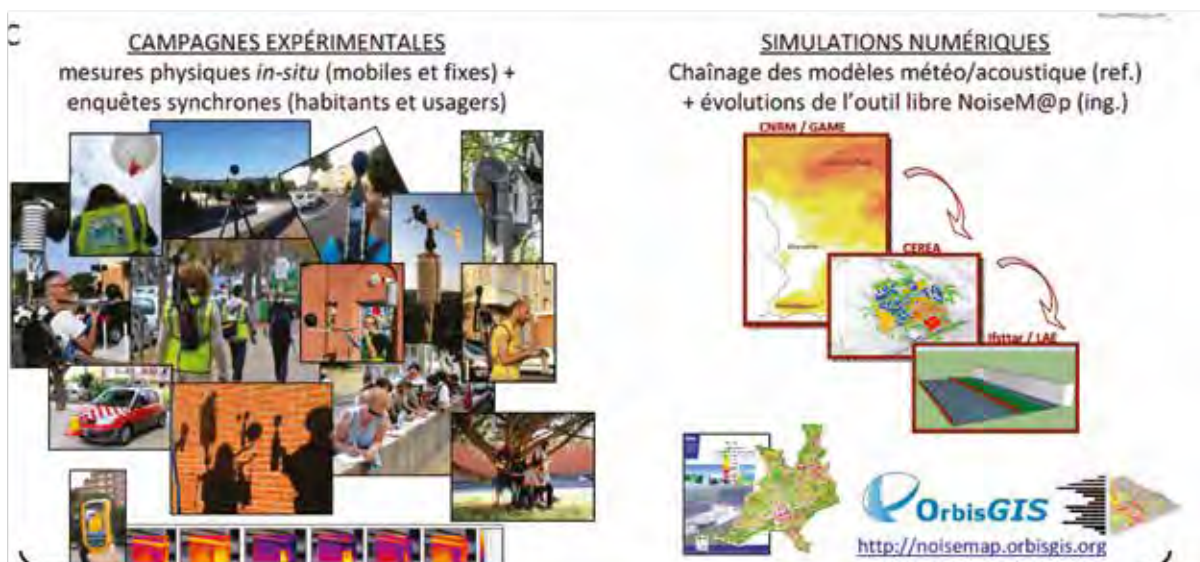 CAMPAGNES EXPÉRIMENTALES
mesures physiques in-situ (mobiles et fixes) +
enquêtes synchrones (habitants et usagers)
SIMULATIONS NUMÉRIQUES
Chaînage des modèles météo/acoustique (ref.)
+ évolutions de l'outil libre NoiseM@p (ing.)
CNRM / GAME
CEREA
Ifsttar / LAE
OrbisGIS
http://noisemap.orbisgis.org